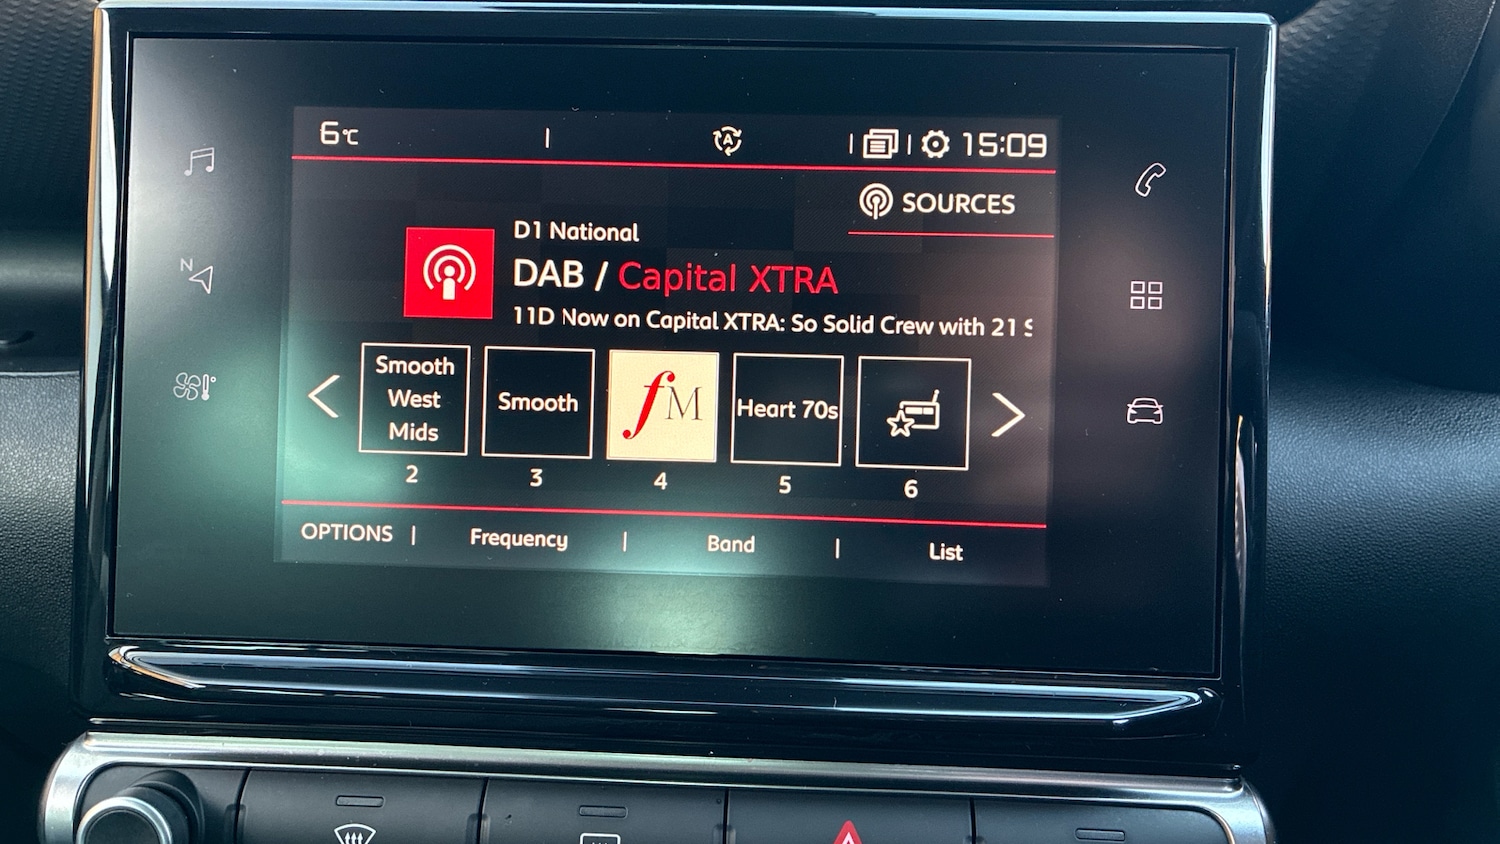 6°C
A
15:09
SOURCES
D1 National
DAB / Capital XTRA
11D Now on Capital XTRA: So Solid Crew with 21 S
N
Smooth
West
Mids
Smooth
fM
Heart 70s
2
3
4
5
6
OPTIONS
Frequency
Band
List